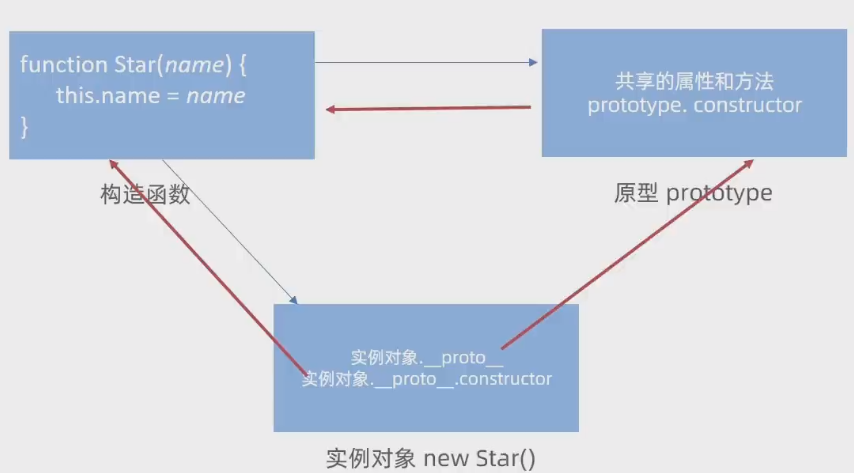 function Star(name) {
this.name = name
}
共享的属性和方法
prototype. constructor
构造函数
原型 prototype
实例对象.__proto__
实例对象.__proto__.constructor
实例对象 new Star()